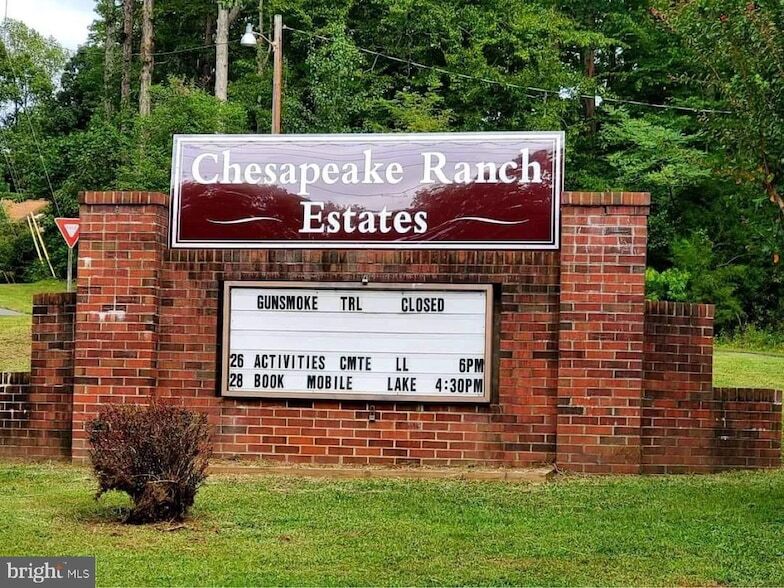 Chesapeake Ranch
Estates
GUNSMOKE TRL CLOSED
26 ACTIVITIES CMTE LL 6PM
28 BOOK MOBILE LAKE 4:30PM
bright MLS